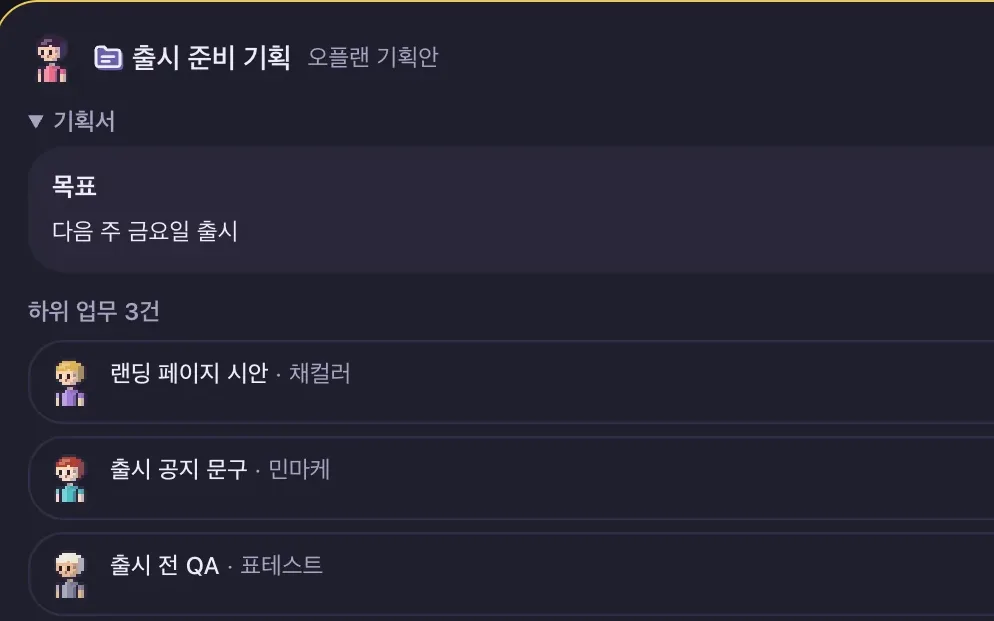 출시 준비 기획 오플랜 기획안
▼ 기획서
목표
다음 주 금요일 출시
하위 업무 3건
랜딩 페이지 시안 · 채컬러
출시 공지 문구 · 민마케
출시 전 QA · 표테스트